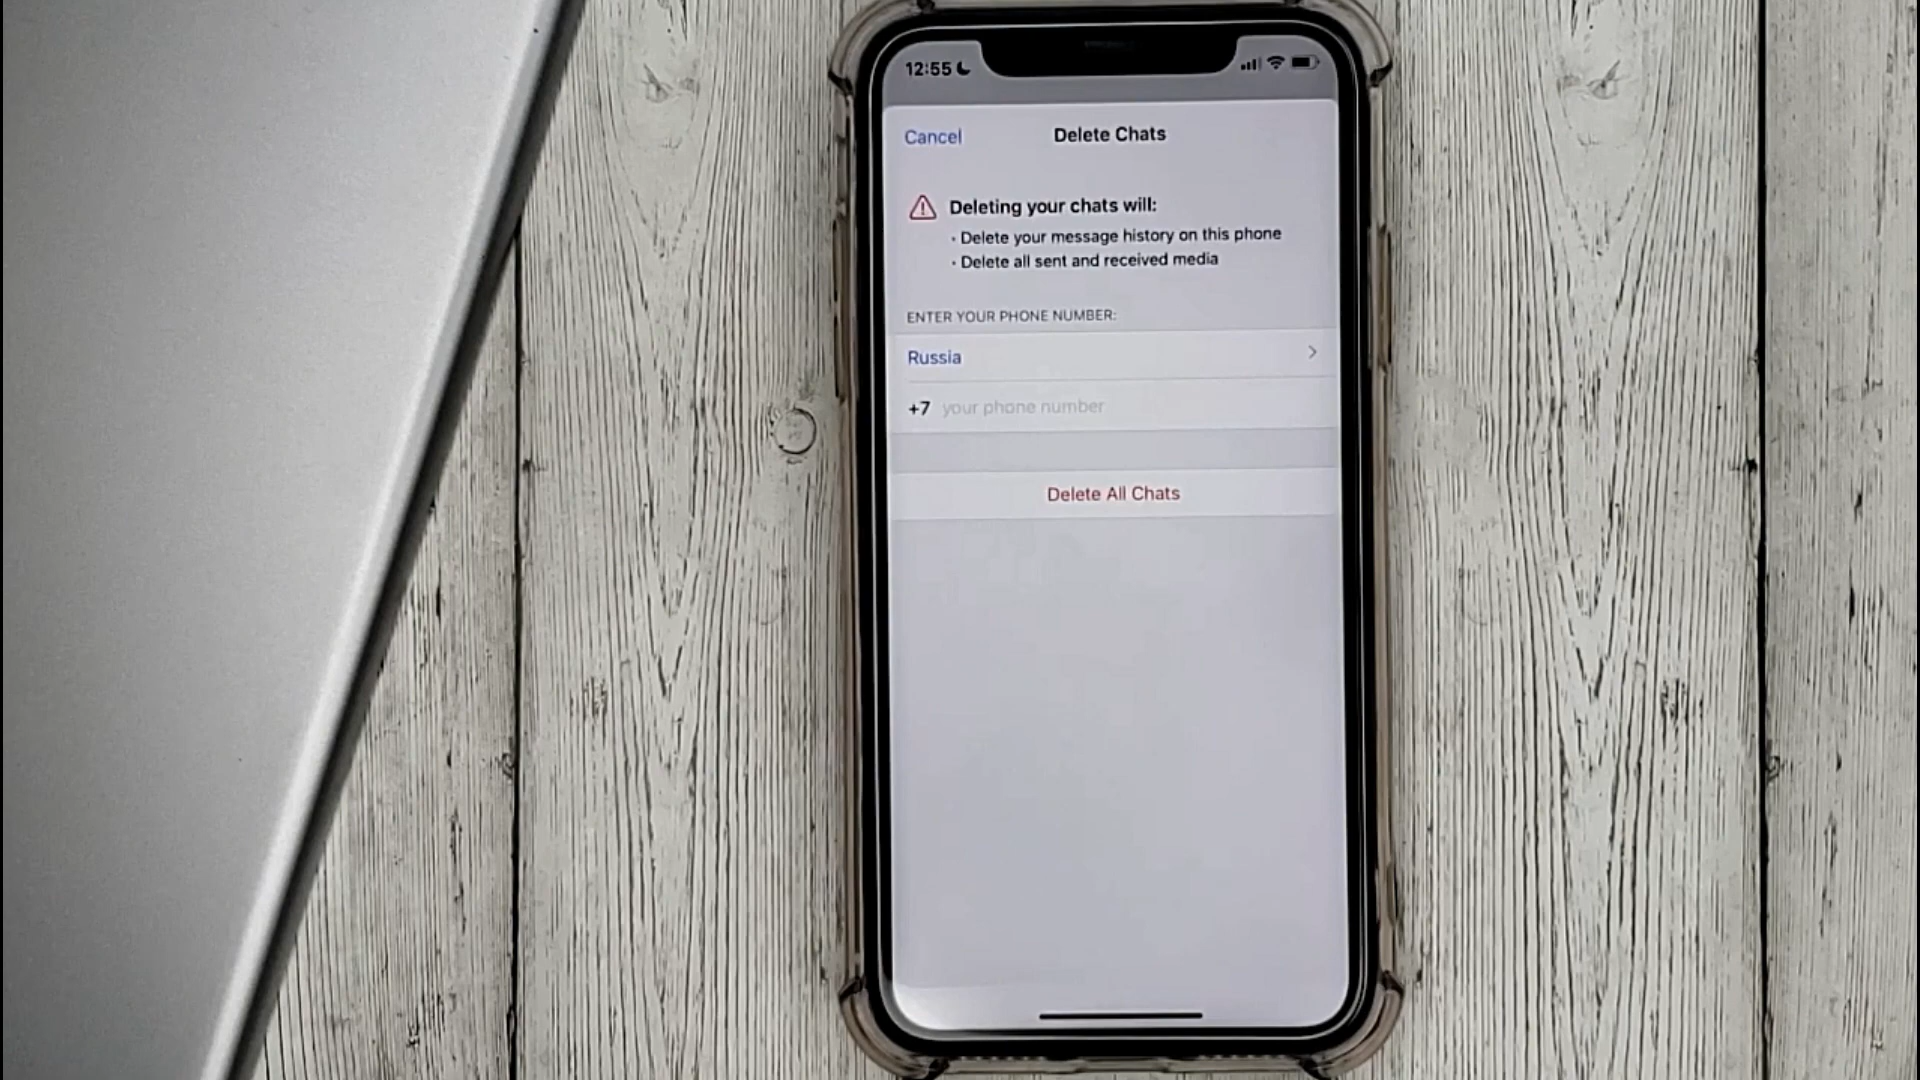 12:55
Cancel
Delete Chats
Deleting your chats will:
· Delete your message history on this phone
· Delete all sent and received media
ENTER YOUR PHONE NUMBER:
Russia
+7 your phone number
Delete All Chats